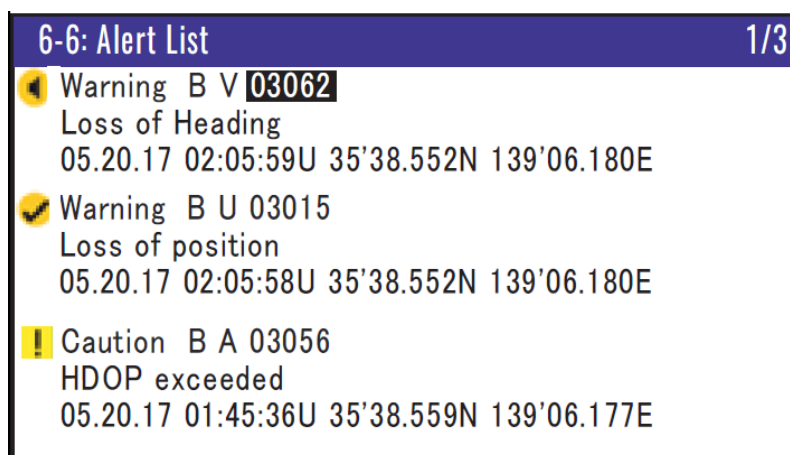 6-6: Alert List 1/3
Warning B V 03062
Loss of Heading
05.20.17 02:05:59U 35'38.552N 139'06.180E
Warning B U 03015
Loss of position
05.20.17 02:05:58U 35'38.552N 139'06.180E
Caution B A 03056
HDOP exceeded
05.20.17 01:45:36U 35'38.559N 139'06.177E